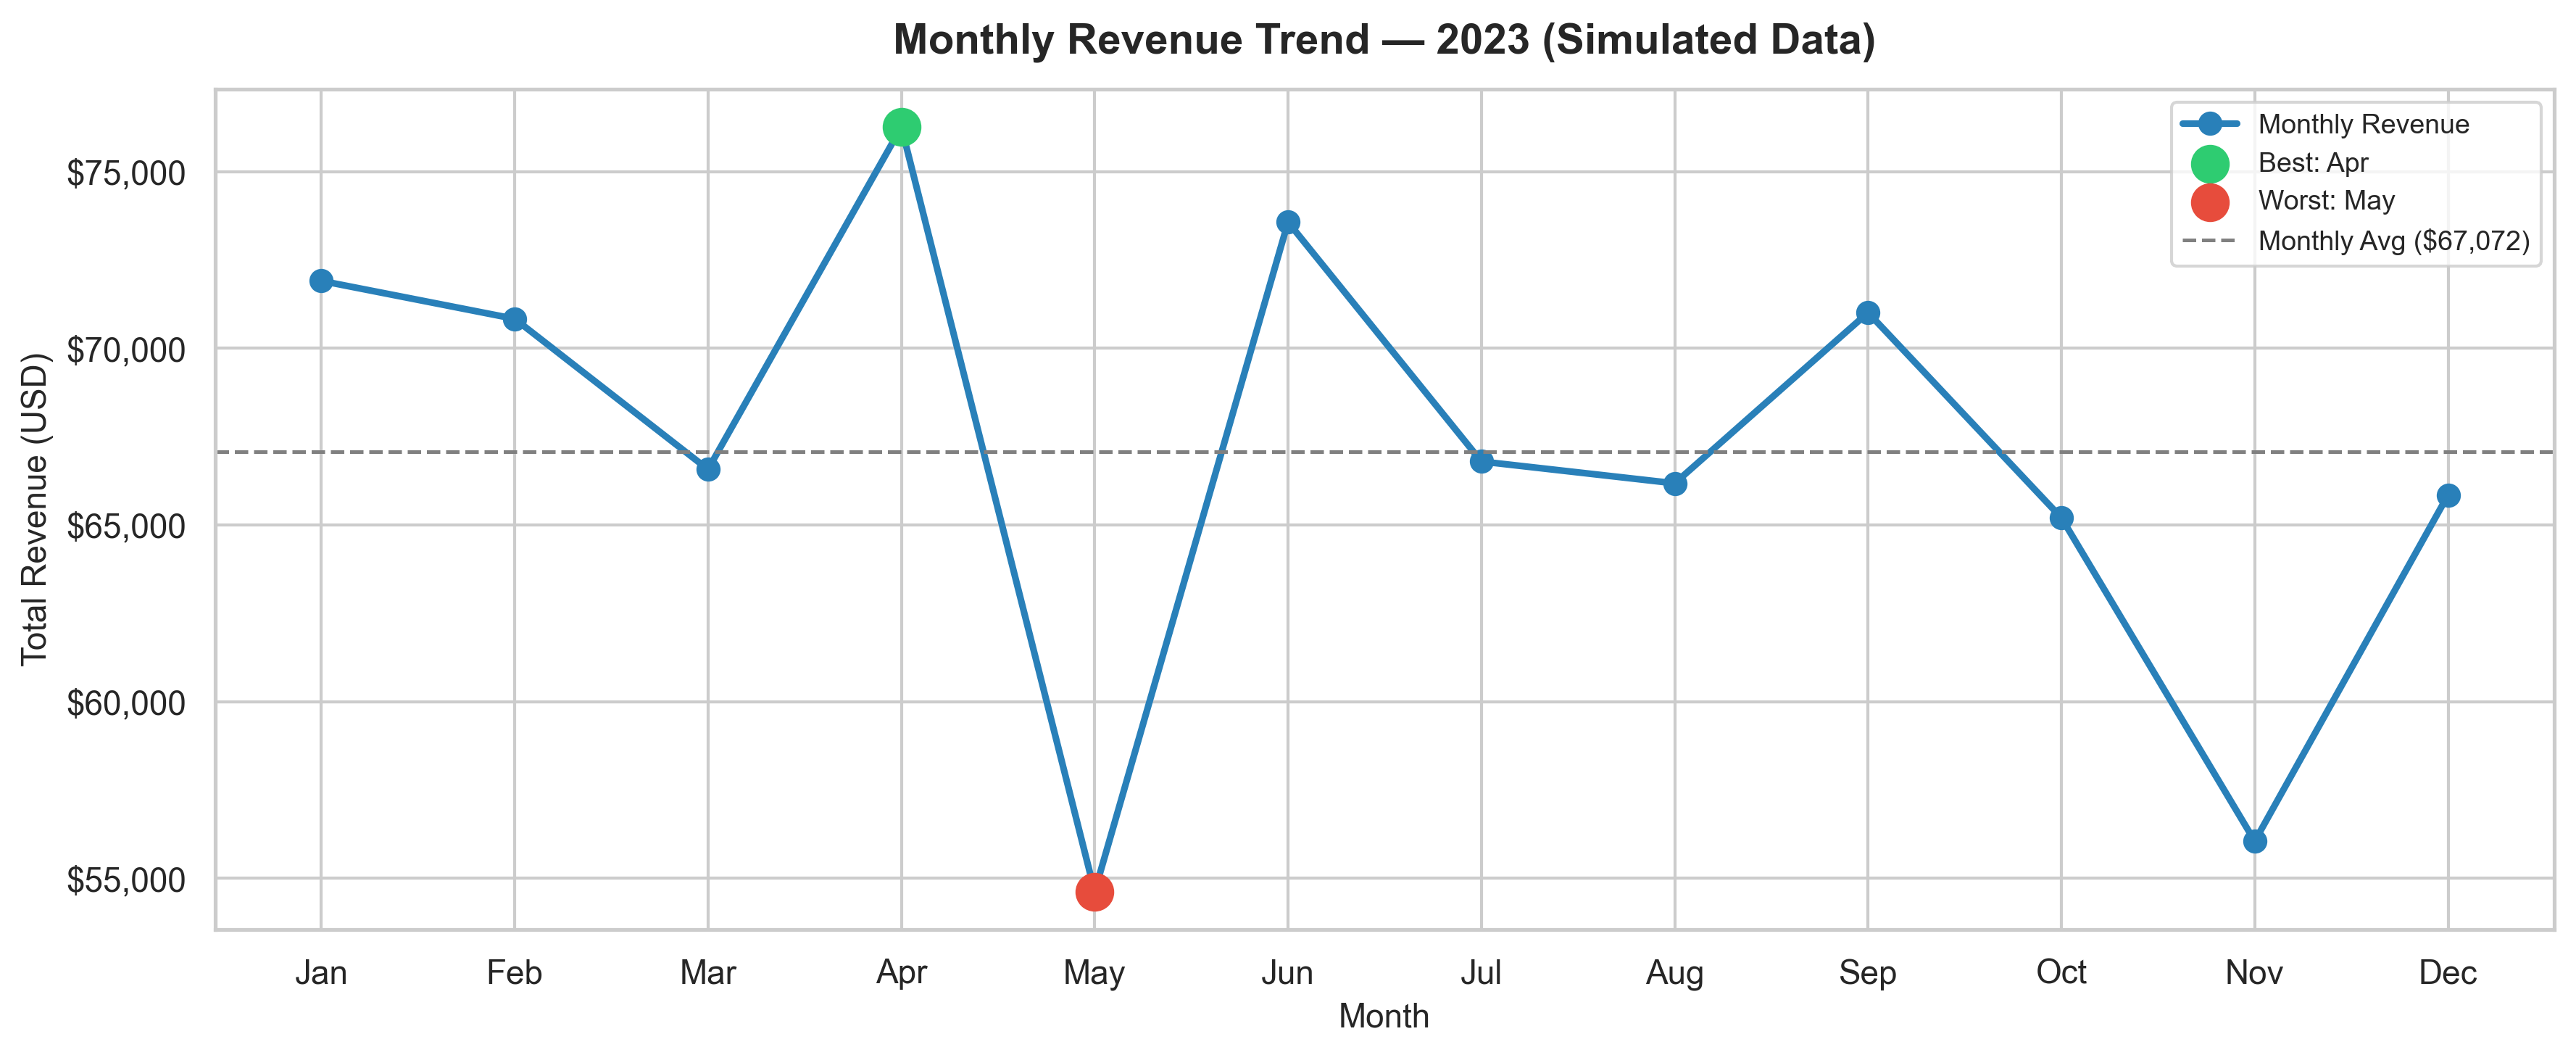 Monthly Revenue Trend — 2023 (Simulated Data)
Monthly Revenue
Best: Apr
Worst: May
Monthly Avg ($67,072)
Total Revenue (USD)
$75,000
$70,000
$65,000
$60,000
$55,000
Jan Feb Mar Apr May Jun Jul Aug Sep Oct Nov Dec
Month